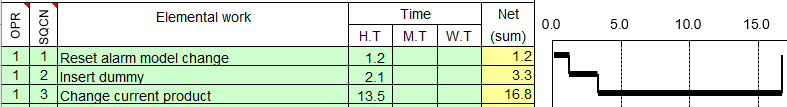 OPR SQCN Elemental work Time Net
H.T M.T W.T (sum)
0.0 5.0 10.0 15.0
1 1 Reset alarm model change 1.2 1.2
1 2 Insert dummy 2.1 3.3
1 3 Change current product 13.5 16.8